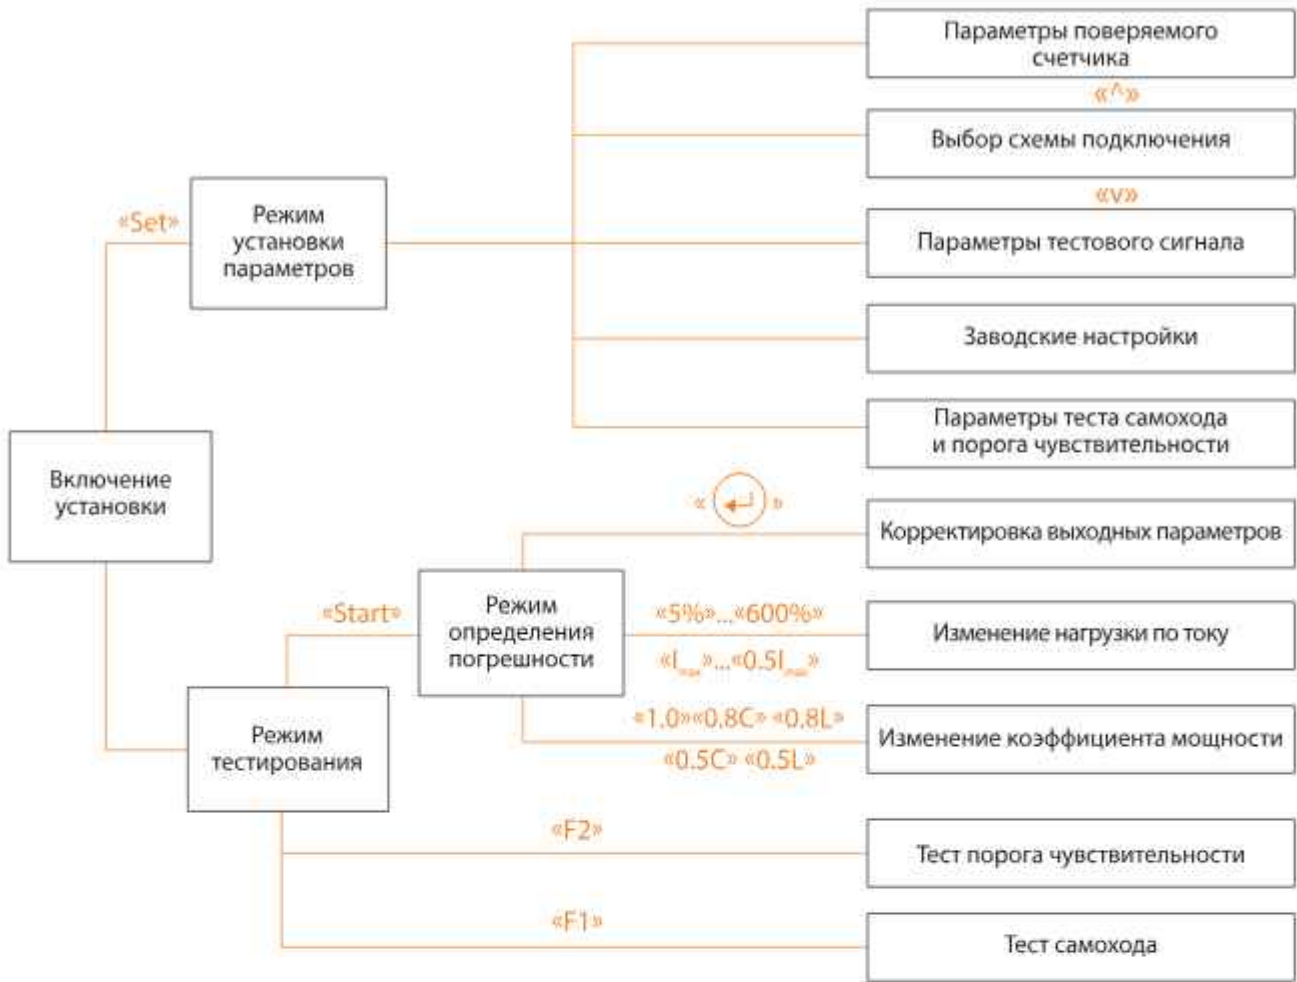 Параметры поверяемого
счетчика
«^»
Выбор схемы подключения
«v»
«Set»
Режим
установки
параметров
Параметры тестового сигнала
Заводские настройки
Параметры теста самохода
и порога чувствительности
Включение
установки
« »
Корректировка выходных параметров
«Start»
Режим
определения
погрешности
«5%»...«600%»
«Imax»...«0.5Imax»
Изменение нагрузки по току
«1.0»«0.8C» «0.8L»
«0.5C» «0.5L»
Изменение коэффициента мощности
Режим
тестирования
«F2»
Тест порога чувствительности
«F1»
Тест самохода